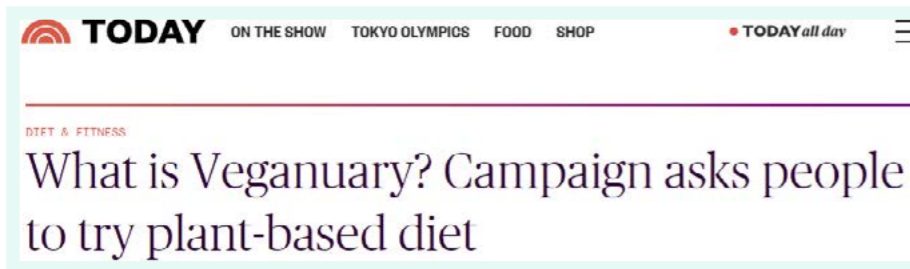 TODAY ON THE SHOW TOKYO OLYMPICS FOOD SHOP TODAY all day
DIET & FITNESS
What is Veganuary? Campaign asks people
to try plant-based diet